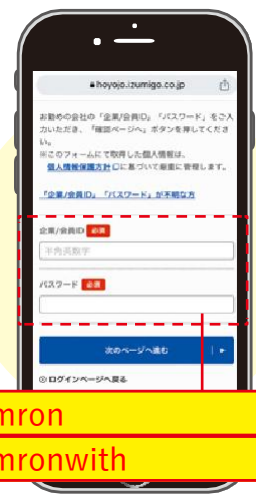 hoyojo.izumigo.co.jp
お勤めの会社の「企業/会員ID」「パスワード」をご入
力いただき、「確認ページへ」ボタンを押してくださ
い。
※このフォームにて取得した個人情報は、
個人情報保護方針に基づいて厳重に管理します。
「企業/会員ID」「パスワード」が不明な方
企業/会員ID 必須
半角英数字
パスワード 必須
次のページへ進む
ログインページへ戻る
mron
mronwith